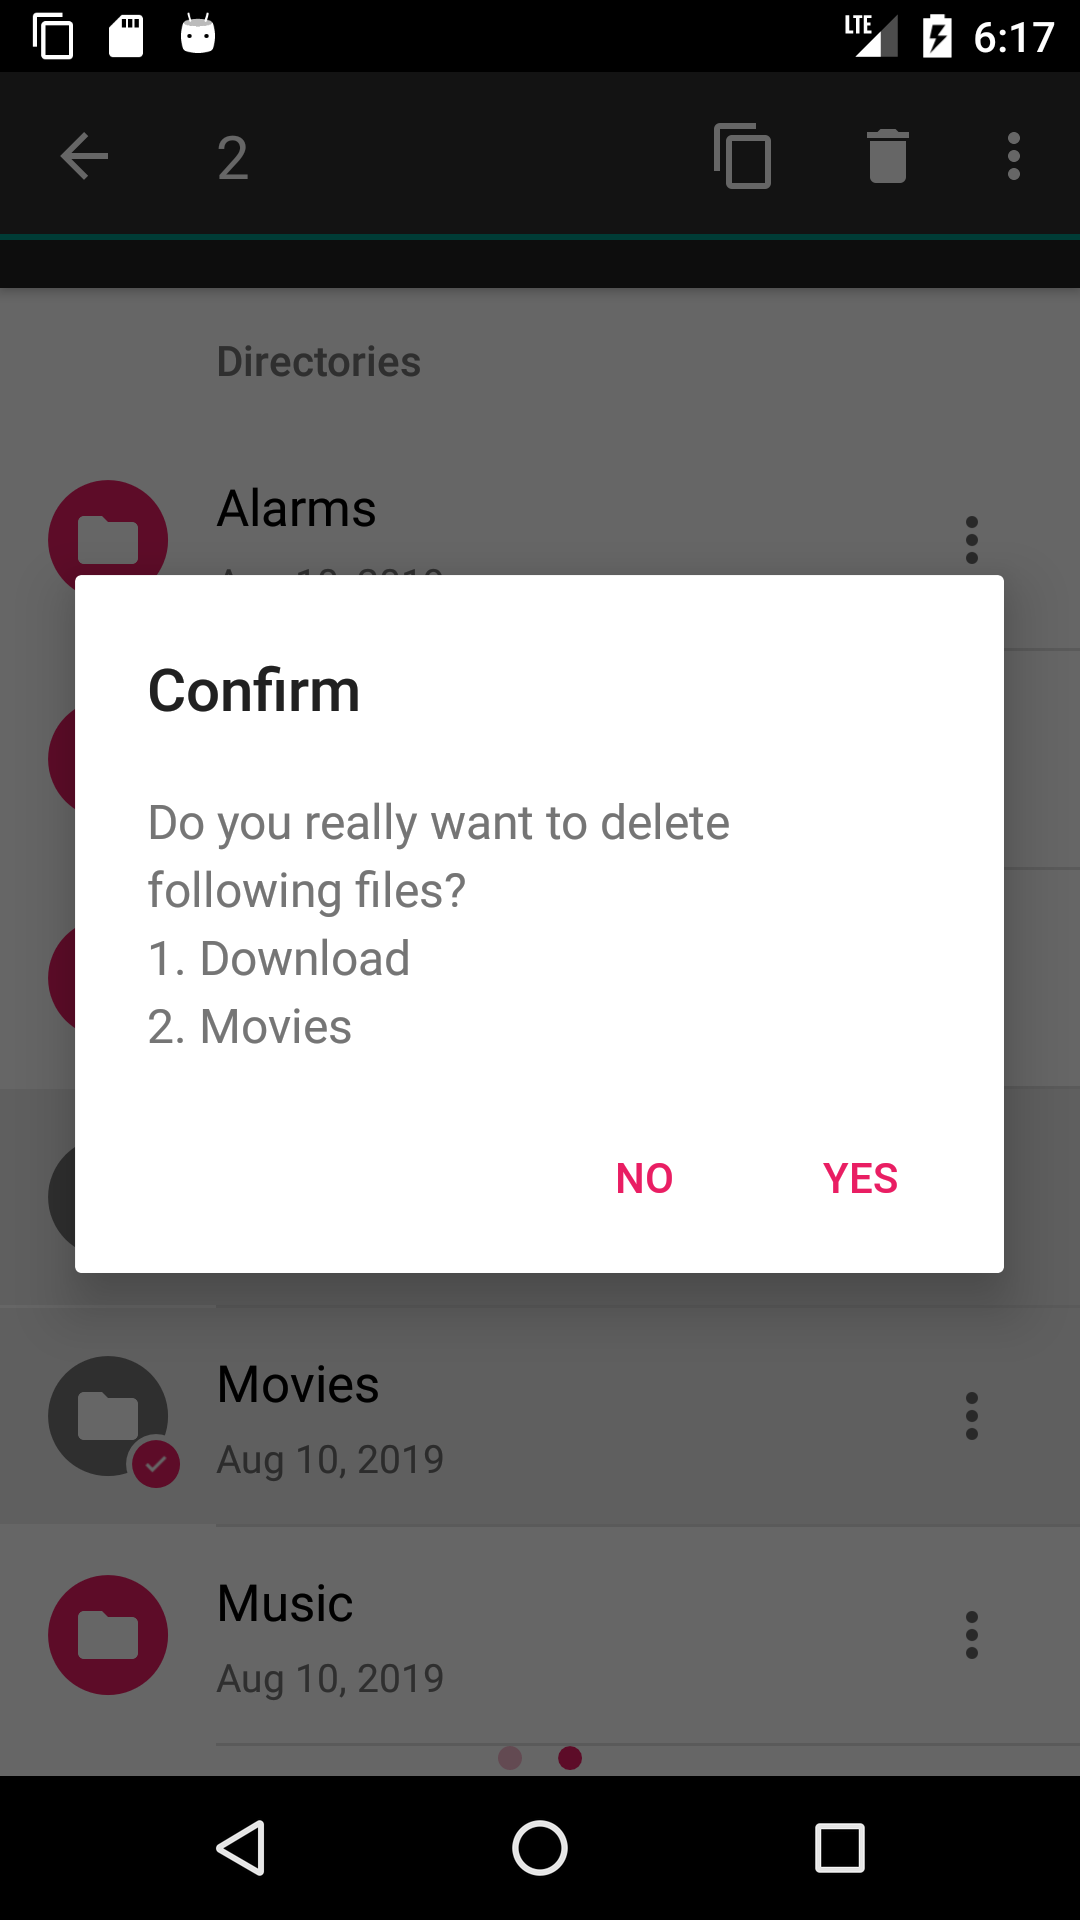 LTE 6:17
2
Directories
Alarms
Confirm
Do you really want to delete
following files?
1. Download
2. Movies
NO YES
Movies
Aug 10, 2019
Music
Aug 10, 2019